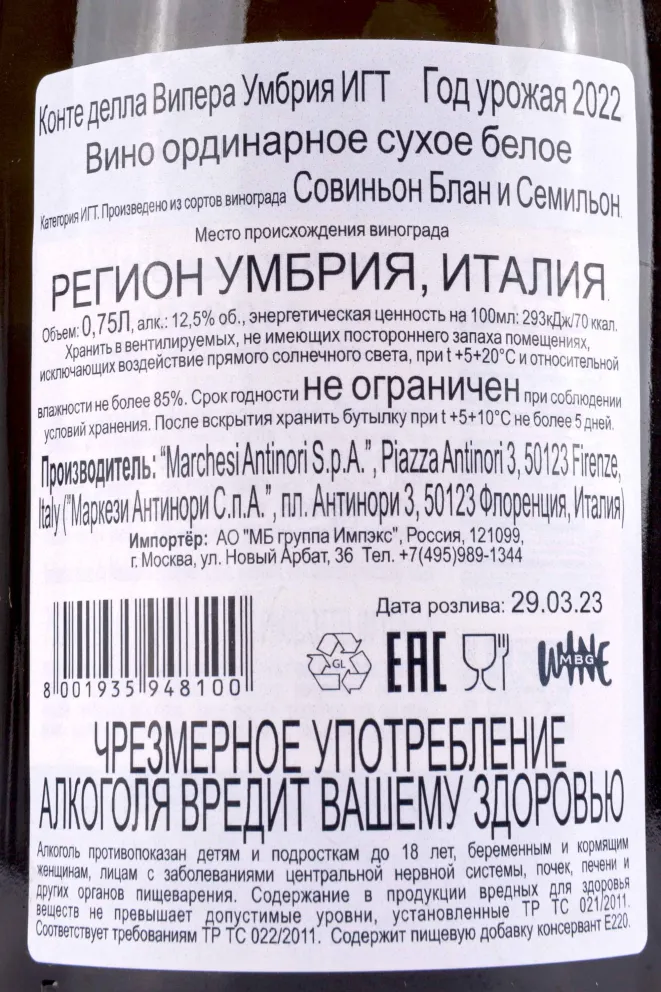 Конте делла Випера Умбрия ИГТ Год урожая 2022
Вино ординарное сухое белое
Категория ИГТ. Произведено из сортов винограда Совиньон Блан и Семильон.
Место происхождения винограда
РЕГИОН УМБРИЯ, ИТАЛИЯ.
Объем: 0,75Л, алк.: 12,5% об., энергетическая ценность на 100мл: 293кДж/70 ккал.
Хранить в вентилируемых, не имеющих постороннего запаха помещениях,
исключающих воздействие прямого солнечного света, при t +5+20°С и относительной
влажности не более 85%. Срок годности не ограничен при соблюдении
условий хранения. После вскрытия хранить бутылку при t +5+10°С не более 5 дней.
Производитель: "Marchesi Antinori S.p.A.", Piazza Antinori 3, 50123 Firenze,
Italy ("Маркези Антинори С.п.А.", пл. Антинори 3, 50123 Флоренция, Италия)
Импортёр: АО "МБ группа Импэкс", Россия, 121099,
г. Москва, ул. Новый Арбат, 36 Тел. +7(495)989-1344
Дата розлива: 29.03.23
8 001935 948100
GL
EAC
WINE
MBG
ЧРЕЗМЕРНОЕ УПОТРЕБЛЕНИЕ
АЛКОГОЛЯ ВРЕДИТ ВАШЕМУ ЗДОРОВЬЮ
Алкоголь противопоказан детям и подросткам до 18 лет, беременным и кормящим
женщинам, лицам с заболеваниями центральной нервной системы, почек, печени и
других органов пищеварения. Содержание в продукции вредных для здоровья
веществ не превышает допустимые уровни, установленные ТР ТС 021/2011.
Соответствует требованиям ТР ТС 022/2011. Содержит пищевую добавку консервант Е220.